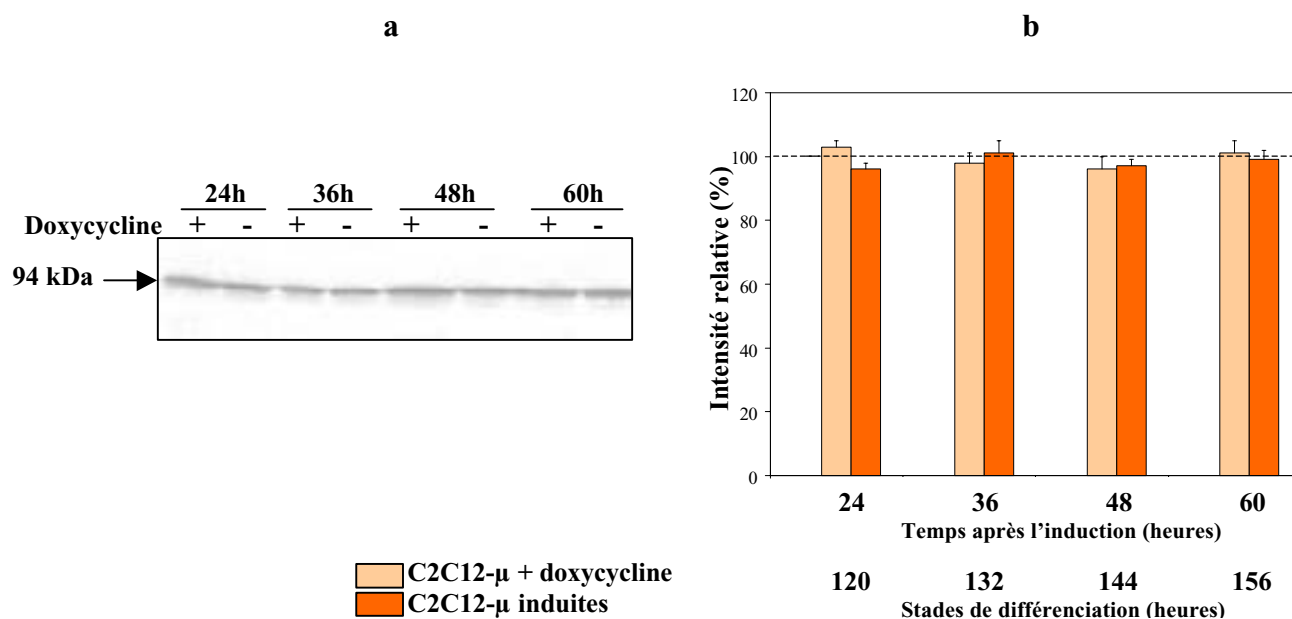 a
24h 36h 48h 60h
Doxycycline + - + - + - + -
94 kDa
b
Intensité relative (%)
120
100
80
60
40
20
0
24 36 48 60
Temps après l'induction (heures)
120 132 144 156
Stades de différenciation (heures)
C2C12-µ + doxycycline
C2C12-µ induites